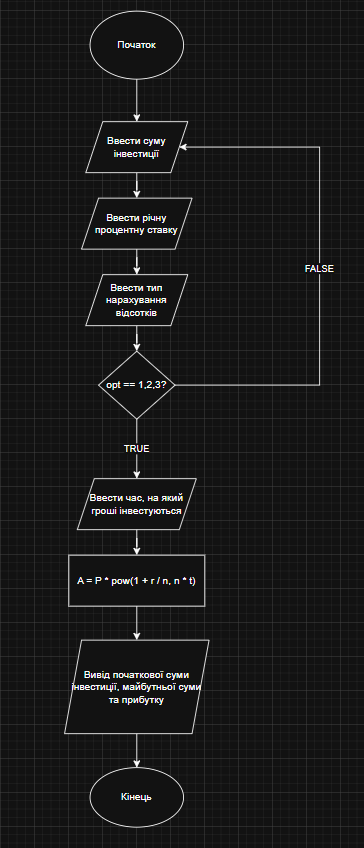 Початок
Ввести суму
інвестиції
Ввести річну
процентну ставку
Ввести тип
нарахування
відсотків
FALSE
opt == 1,2,3?
TRUE
Ввести час, на який
гроші інвестуються
A = P * pow(1 + r / n, n * t)
Вивід початкової суми
інвестиції, майбутньої суми
та прибутку
Кінець